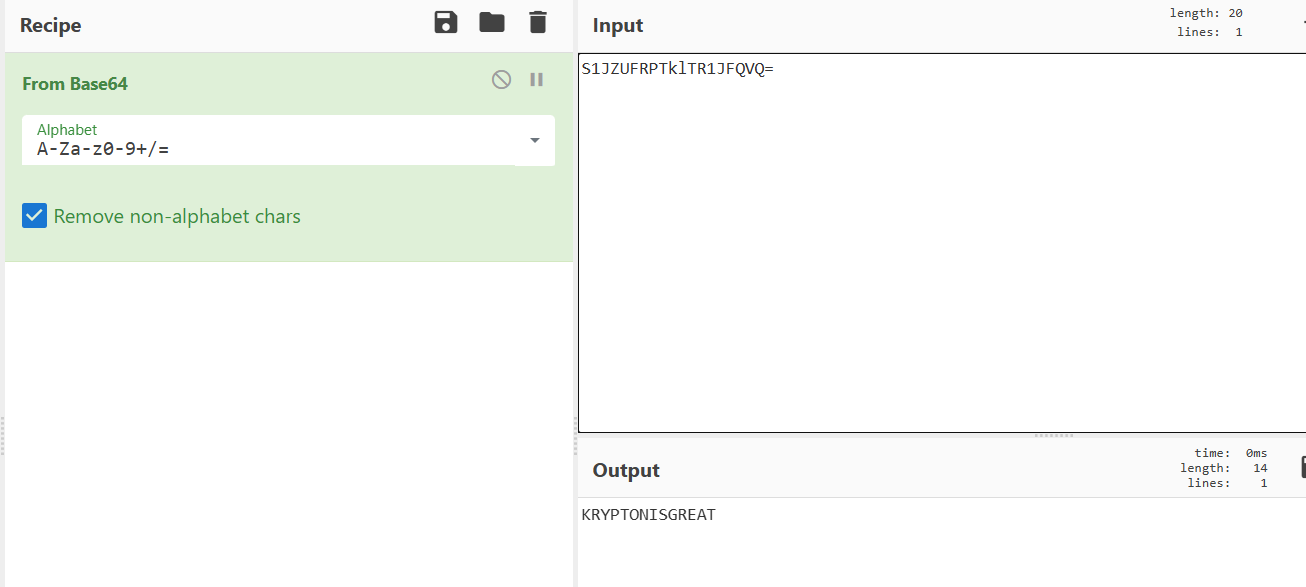 Recipe
From Base64
Alphabet
A-Za-z0-9+/=
Remove non-alphabet chars
Input
length: 20
lines: 1
S1JZUFRPTklTR1JFQVQ=
Output
time: 0ms
length: 14
lines: 1
KRYPTONISGREAT